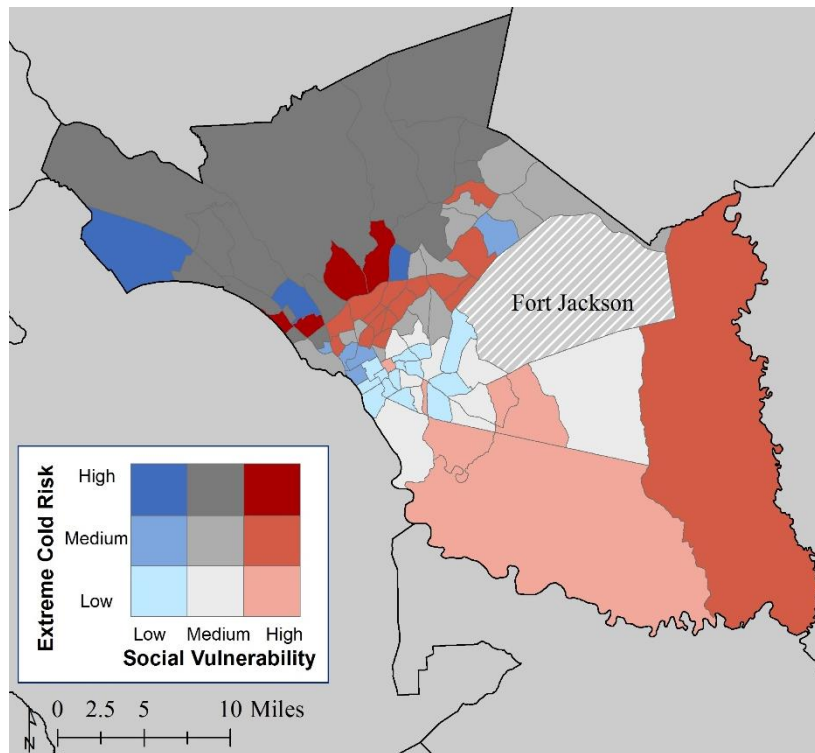 Fort Jackson
Extreme Cold Risk
High
Medium
Low
Low Medium High
Social Vulnerability
0 2.5 5 10 Miles
N